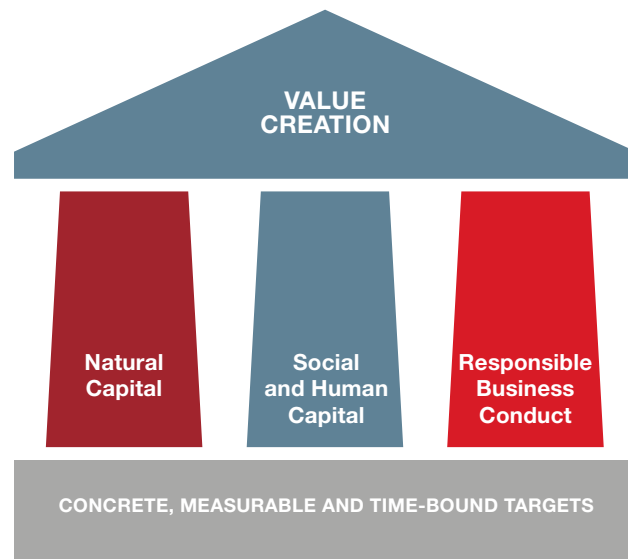 VALUE
CREATION
Natural
Capital
Social
and Human
Capital
Responsible
Business
Conduct
CONCRETE, MEASURABLE AND TIME-BOUND TARGETS